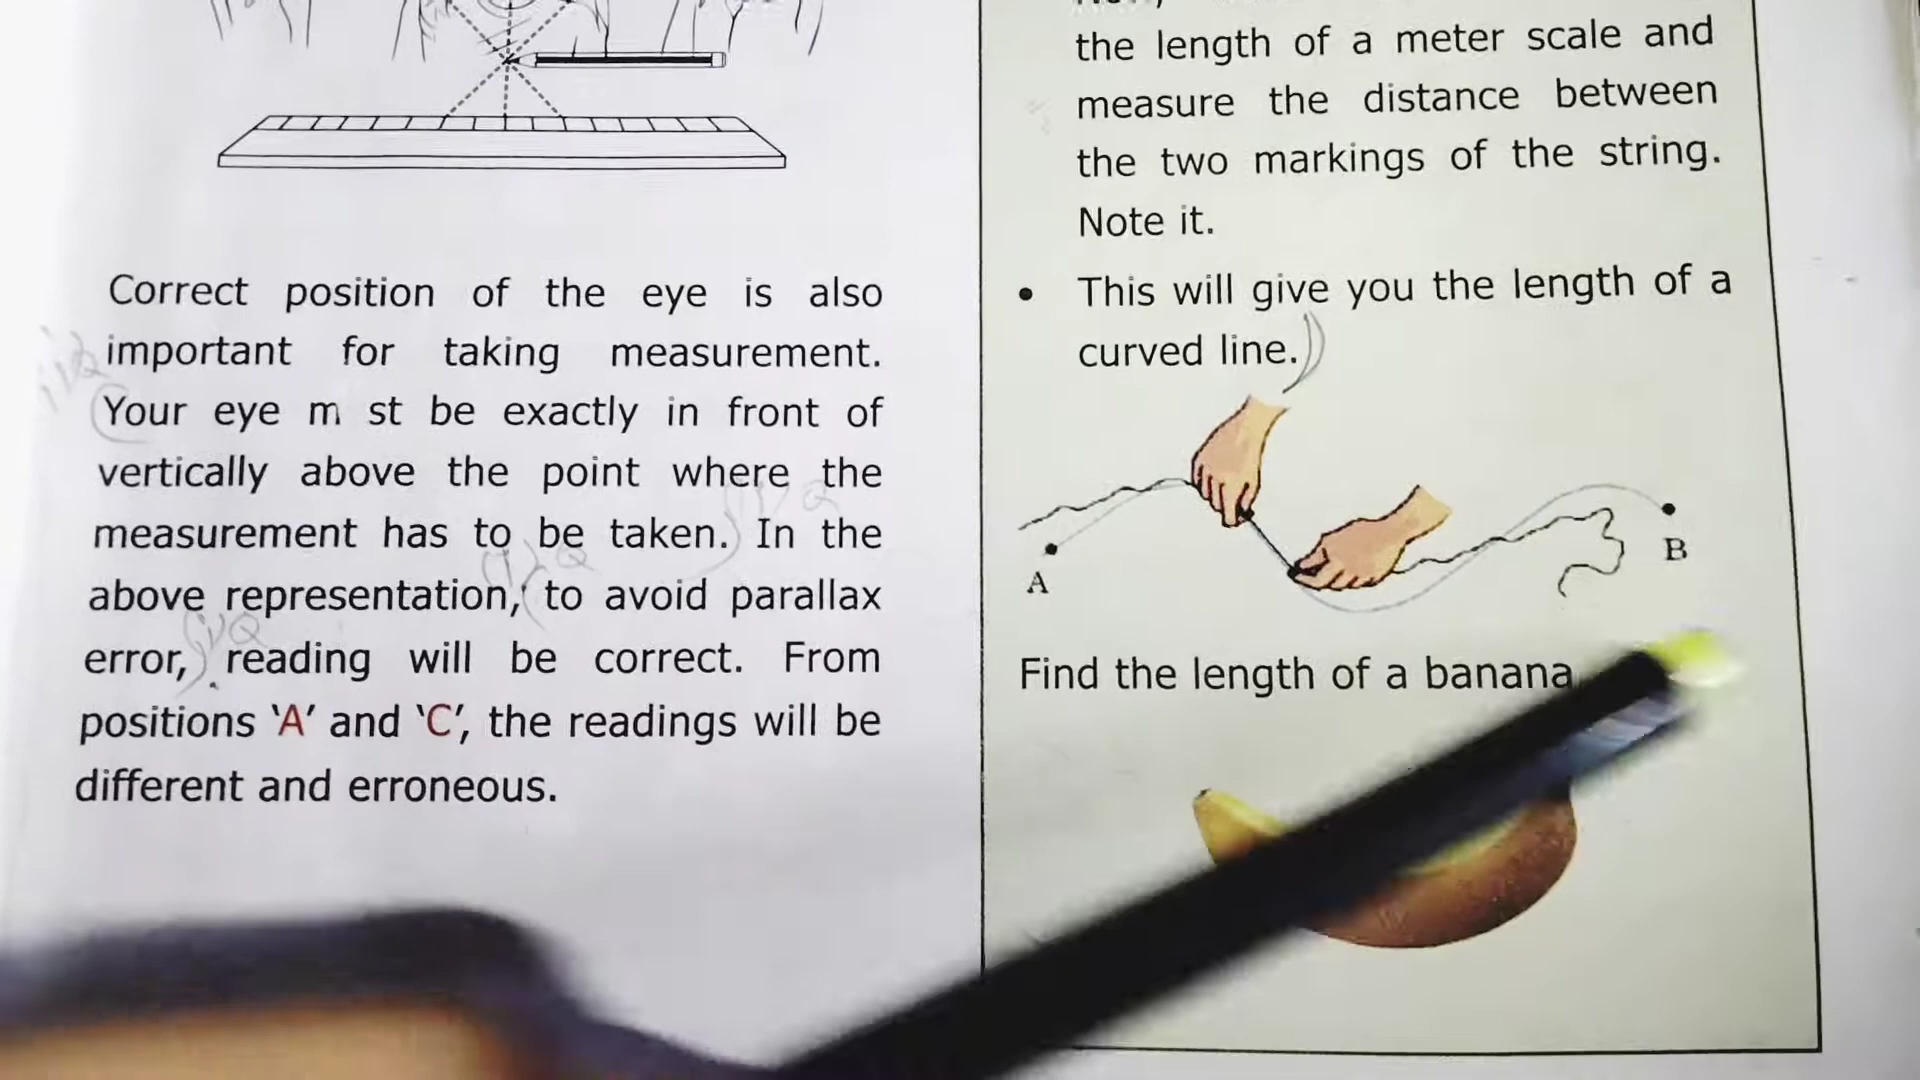 Correct position of the eye is also
important for taking measurement.
Your eye m st be exactly in front of
vertically above the point where the
measurement has to be taken. In the
above representation, to avoid parallax
error, reading will be correct. From
positions ‘A’ and ‘C’, the readings will be
different and erroneous.
the length of a meter scale and
measure the distance between
the two markings of the string.
Note it.
• This will give you the length of a
curved line.
A
B
Find the length of a banana